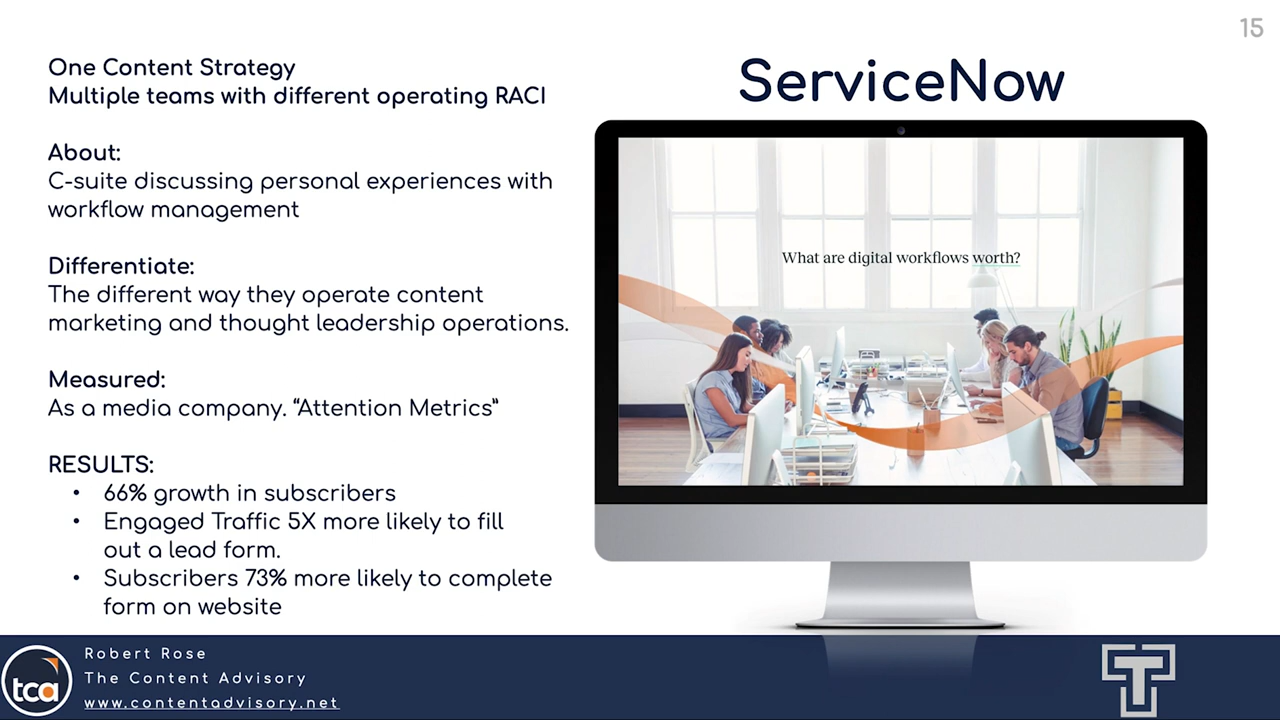 15
One Content Strategy
Multiple teams with different operating RACI
About:
C-suite discussing personal experiences with
workflow management
Differentiate:
The different way they operate content
marketing and thought leadership operations.
Measured:
As a media company. “Attention Metrics”
RESULTS:
• 66% growth in subscribers
• Engaged Traffic 5X more likely to fill
out a lead form.
• Subscribers 73% more likely to complete
form on website
ServiceNow
What are digital workflows worth?
tca
Robert Rose
The Content Advisory
www.contentadvisory.net
T